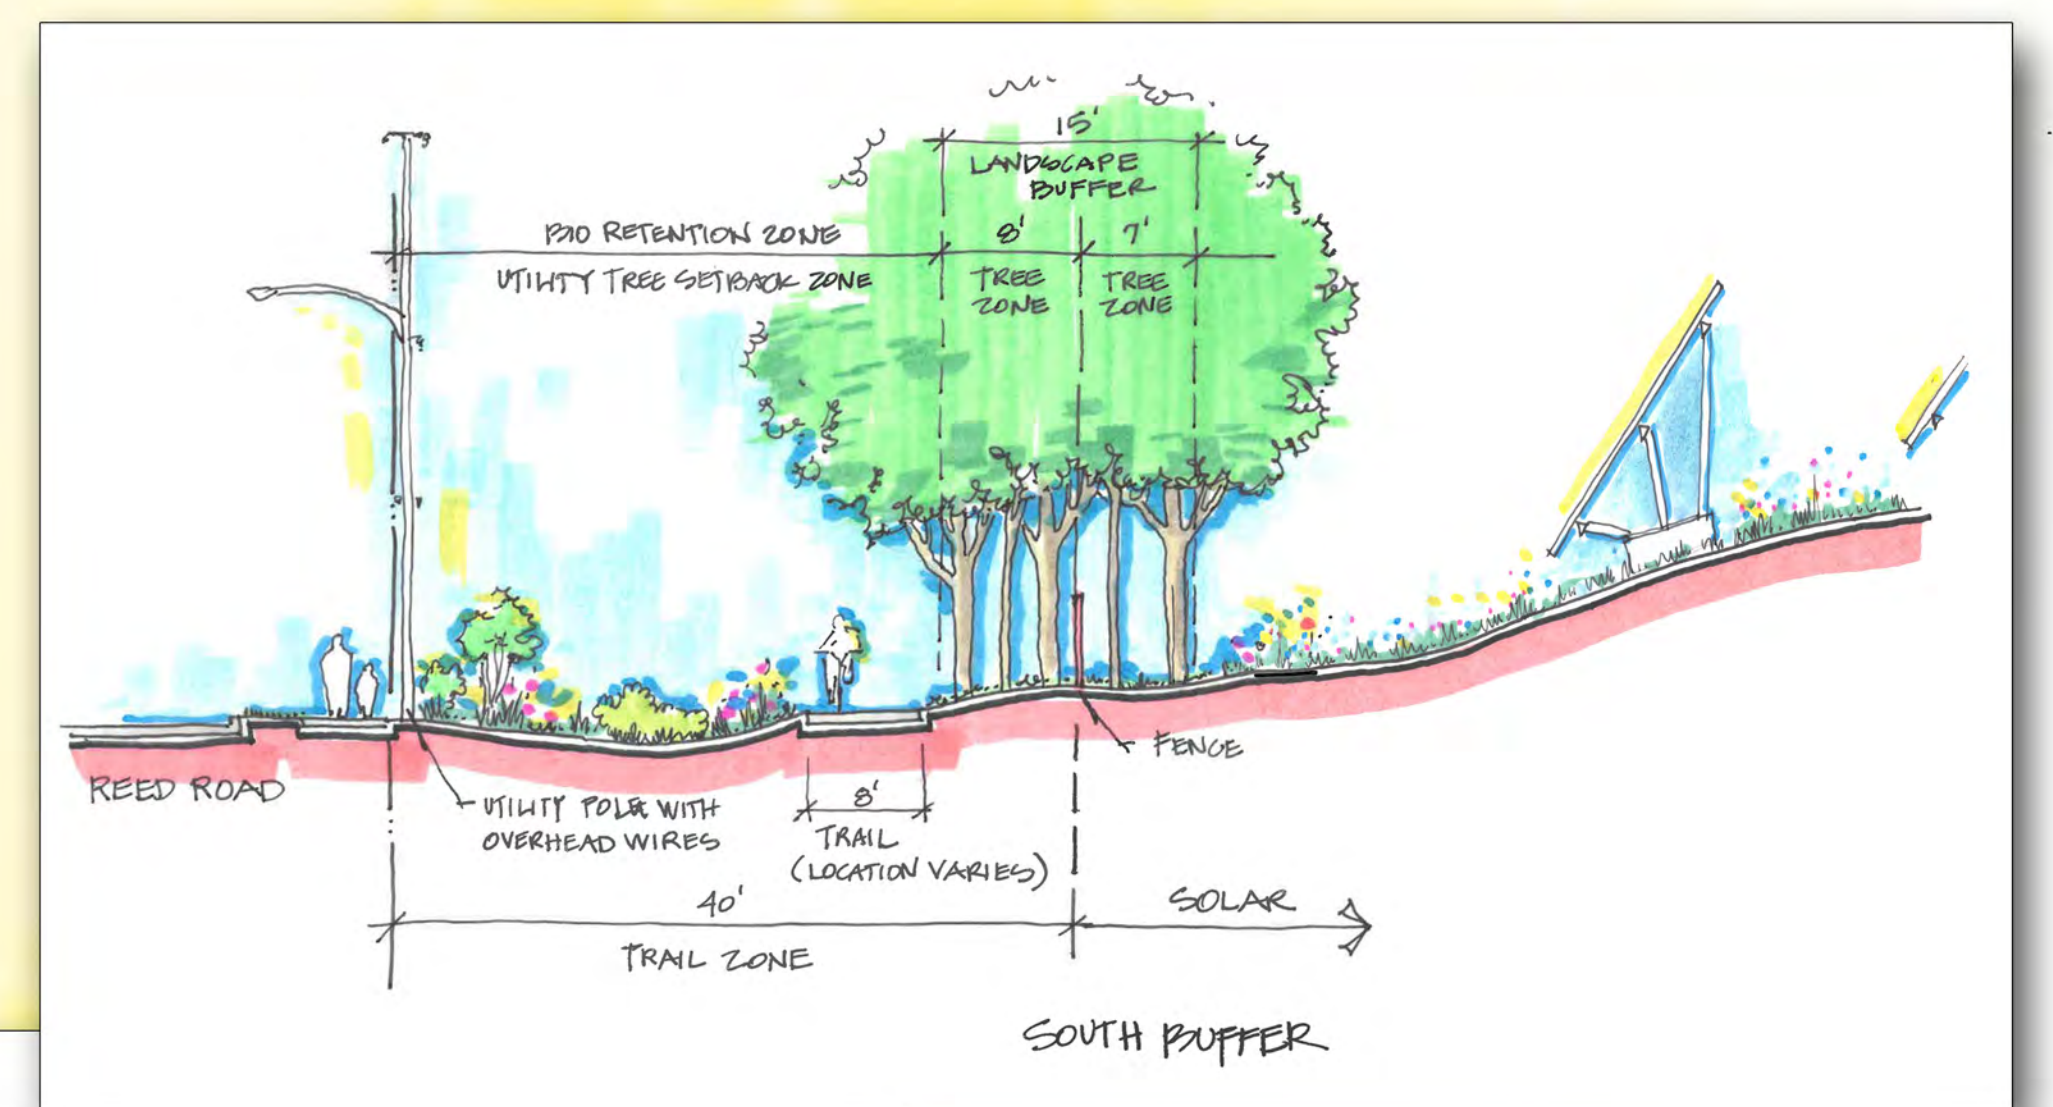 15'
LANDSCAPE
BUFFER
BIO RETENTION ZONE
8'
7'
UTILITY TREE SETBACK ZONE
TREE
ZONE
TREE
ZONE
FENCE
REED ROAD
UTILITY POLE WITH
OVERHEAD WIRES
8'
TRAIL
(LOCATION VARIES)
40'
SOLAR
TRAIL ZONE
SOUTH BUFFER